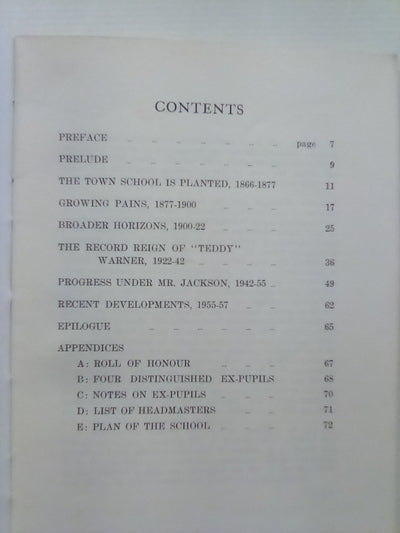 CONTENTS
PREFACE .. .. .. .. .. .. .. page 7
PRELUDE .. .. .. .. .. .. .. 9
THE TOWN SCHOOL IS PLANTED, 1866-1877 11
GROWING PAINS, 1877-1900 .. .. .. 17
BROADER HORIZONS, 1900-22 .. .. .. 25
THE RECORD REIGN OF "TEDDY"
WARNER, 1922-42 .. .. .. 36
PROGRESS UNDER MR. JACKSON, 1942-55 .. 49
RECENT DEVELOPMENTS, 1955-57 .. .. 62
EPILOGUE .. .. .. .. .. .. 65
APPENDICES
A: ROLL OF HONOUR .. .. .. 67
B: FOUR DISTINGUISHED EX-PUPILS 68
C: NOTES ON EX-PUPILS .. .. .. 70
D: LIST OF HEADMASTERS .. .. 71
E: PLAN OF THE SCHOOL .. .. .. 72